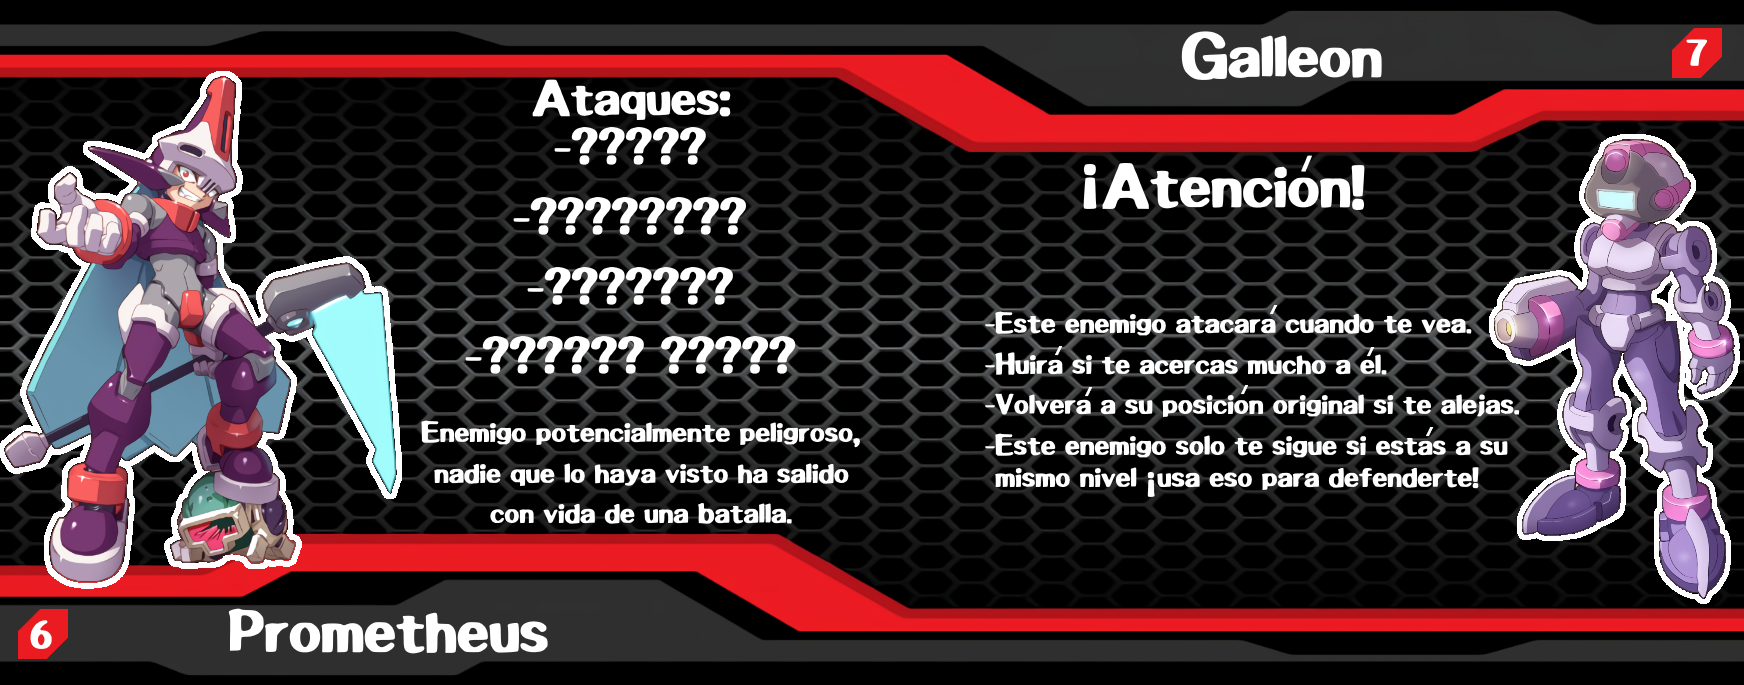 Ataques:
-?????
-????????
-???????
-?????? ?????
Enemigo potencialmente peligroso,
nadie que lo haya visto ha salido
con vida de una batalla.
6
Prometheus
Galleon
7
¡Atención!
-Este enemigo atacará cuando te vea.
-Huirá si te acercas mucho a él.
-Volverá a su posición original si te alejas.
-Este enemigo solo te sigue si estás a su
mismo nivel ¡usa eso para defenderte!